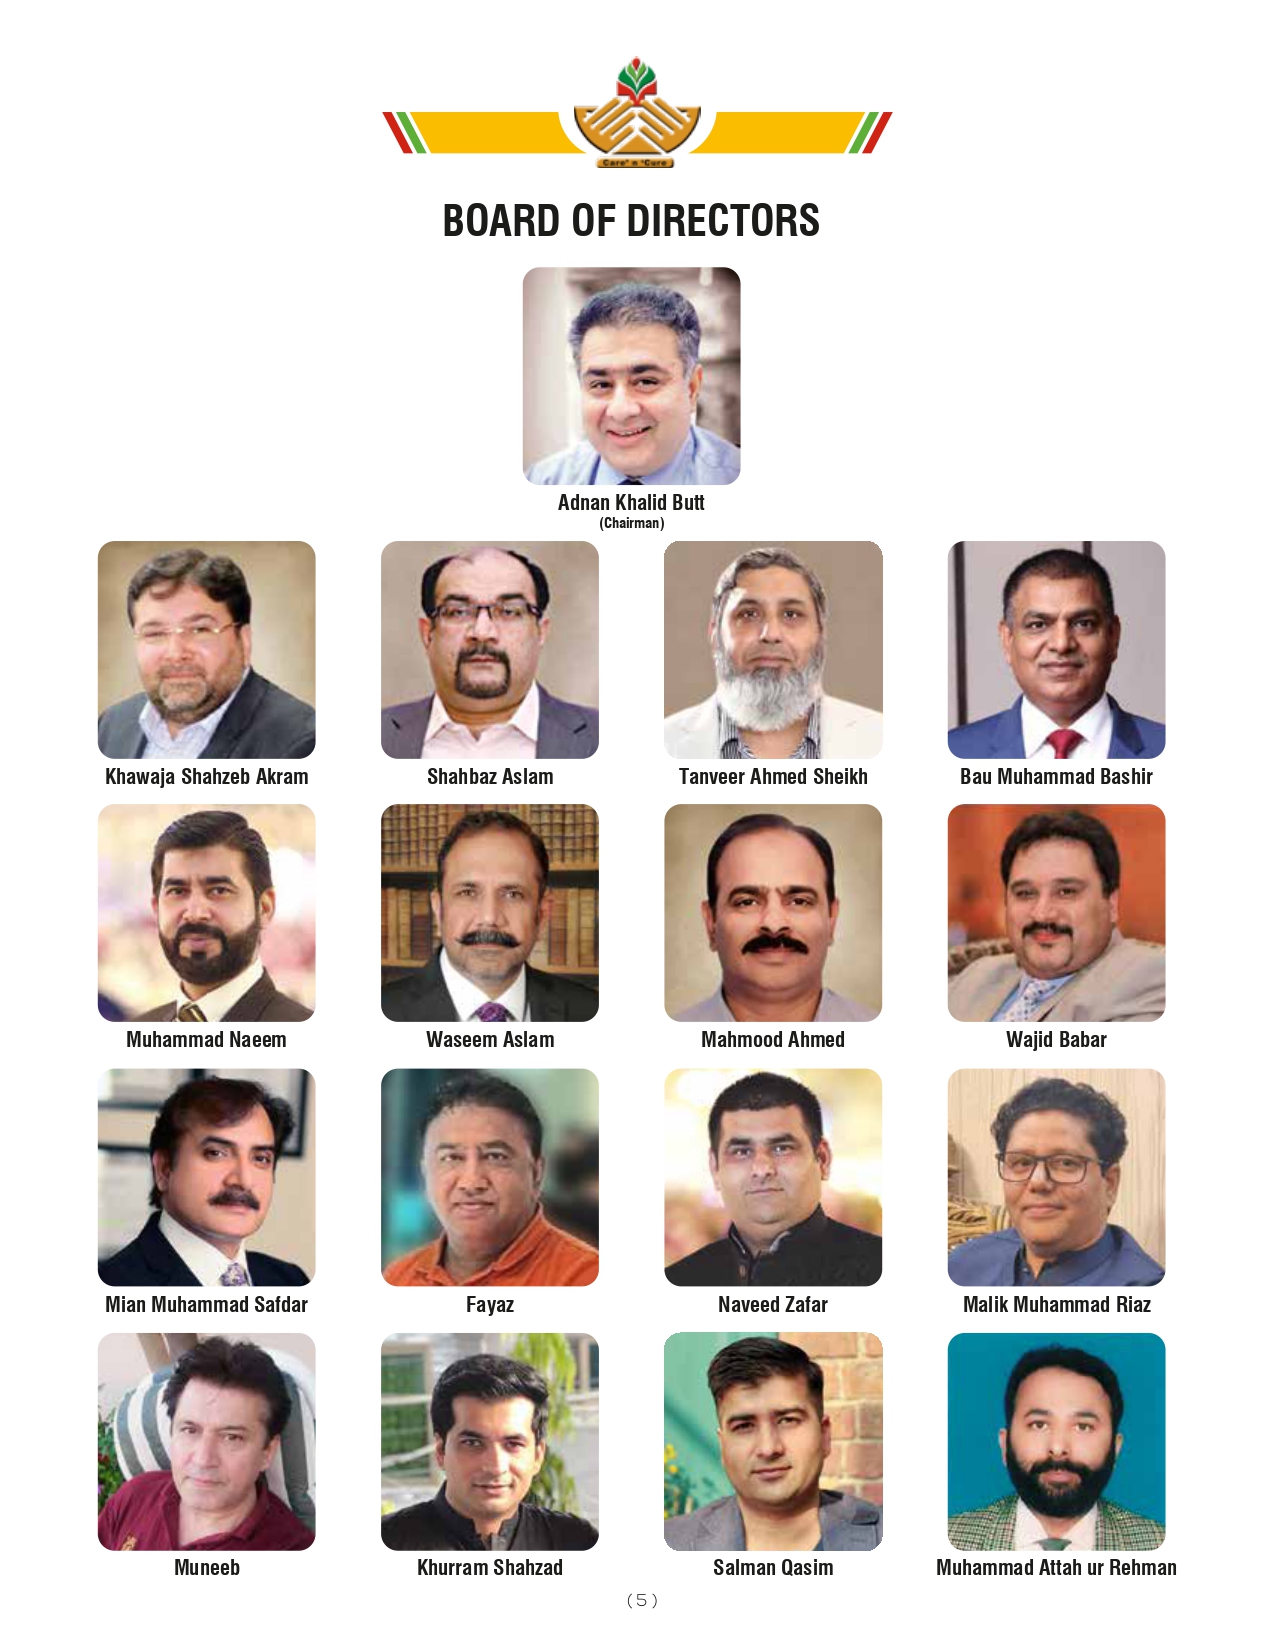 Care' n 'Cure
BOARD OF DIRECTORS
Adnan Khalid Butt
(Chairman)
Khawaja Shahzeb Akram
Shahbaz Aslam
Tanveer Ahmed Sheikh
Bau Muhammad Bashir
Muhammad Naeem
Waseem Aslam
Mahmood Ahmed
Wajid Babar
Mian Muhammad Safdar
Fayaz
Naveed Zafar
Malik Muhammad Riaz
Muneeb
Khurram Shahzad
Salman Qasim
Muhammad Attah ur Rehman
(5)